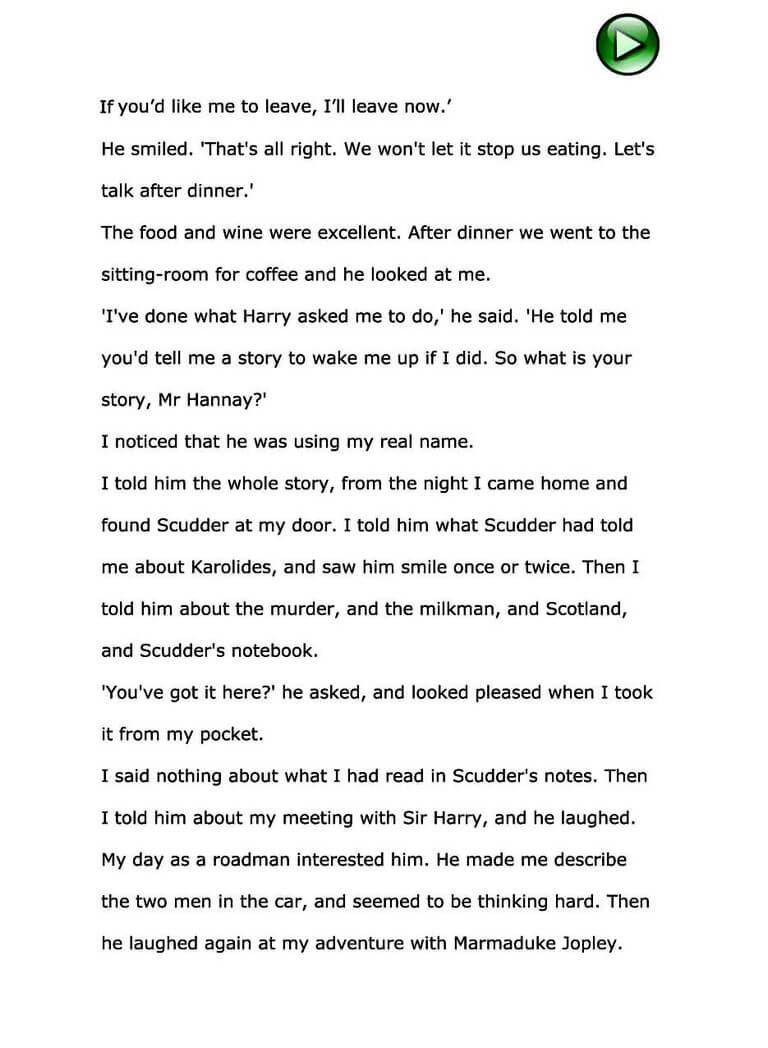 If you’d like me to leave, I’ll leave now.’
He smiled. 'That's all right. We won't let it stop us eating. Let's
talk after dinner.'
The food and wine were excellent. After dinner we went to the
sitting-room for coffee and he looked at me.
'I've done what Harry asked me to do,' he said. 'He told me
you'd tell me a story to wake me up if I did. So what is your
story, Mr Hannay?'
I noticed that he was using my real name.
I told him the whole story, from the night I came home and
found Scudder at my door. I told him what Scudder had told
me about Karolides, and saw him smile once or twice. Then I
told him about the murder, and the milkman, and Scotland,
and Scudder's notebook.
'You've got it here?' he asked, and looked pleased when I took
it from my pocket.
I said nothing about what I had read in Scudder's notes. Then
I told him about my meeting with Sir Harry, and he laughed.
My day as a roadman interested him. He made me describe
the two men in the car, and seemed to be thinking hard. Then
he laughed again at my adventure with Marmaduke Jopley.